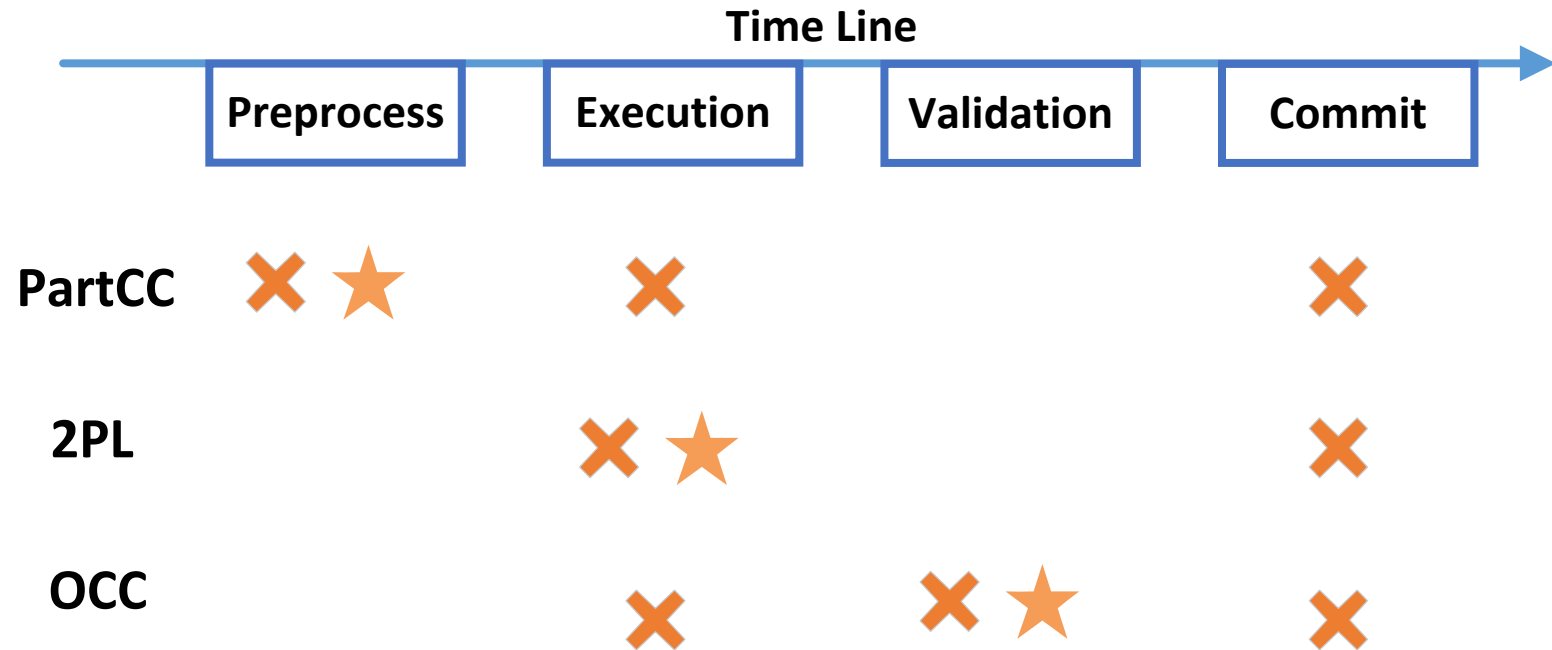 Time Line
Preprocess Execution Validation Commit
PartCC
2PL
OCC